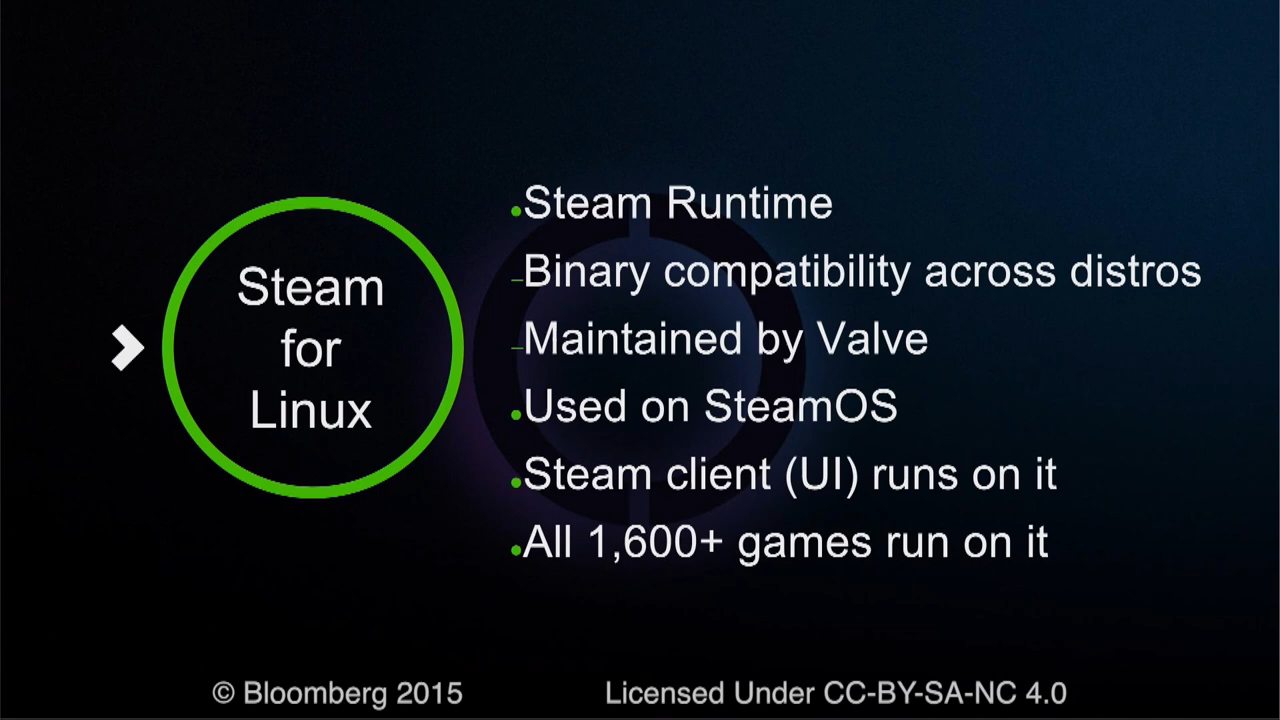 Steam
for
Linux
•Steam Runtime
–Binary compatibility across distros
–Maintained by Valve
•Used on SteamOS
•Steam client (UI) runs on it
•All 1,600+ games run on it
© Bloomberg 2015
Licensed Under CC-BY-SA-NC 4.0